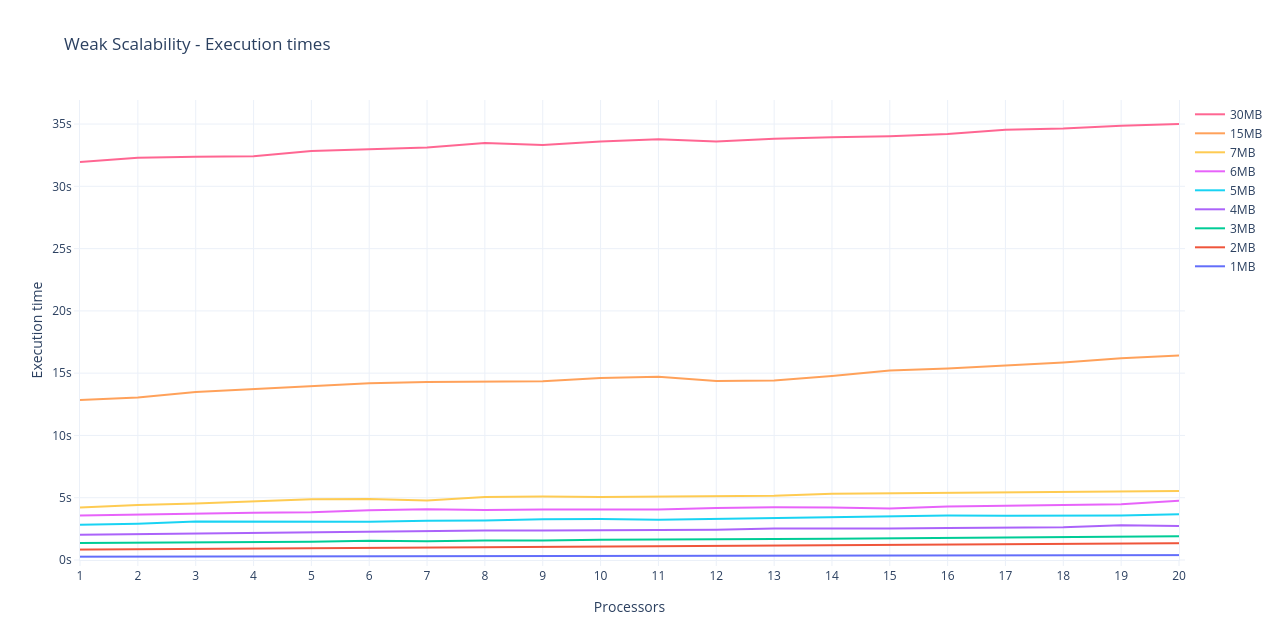 Weak Scalability - Execution times
35s
30s
25s
20s
15s
10s
5s
0s
Execution time
1 2 3 4 5 6 7 8 9 10 11 12 13 14 15 16 17 18 19 20
Processors
30MB
15MB
7MB
6MB
5MB
4MB
3MB
2MB
1MB